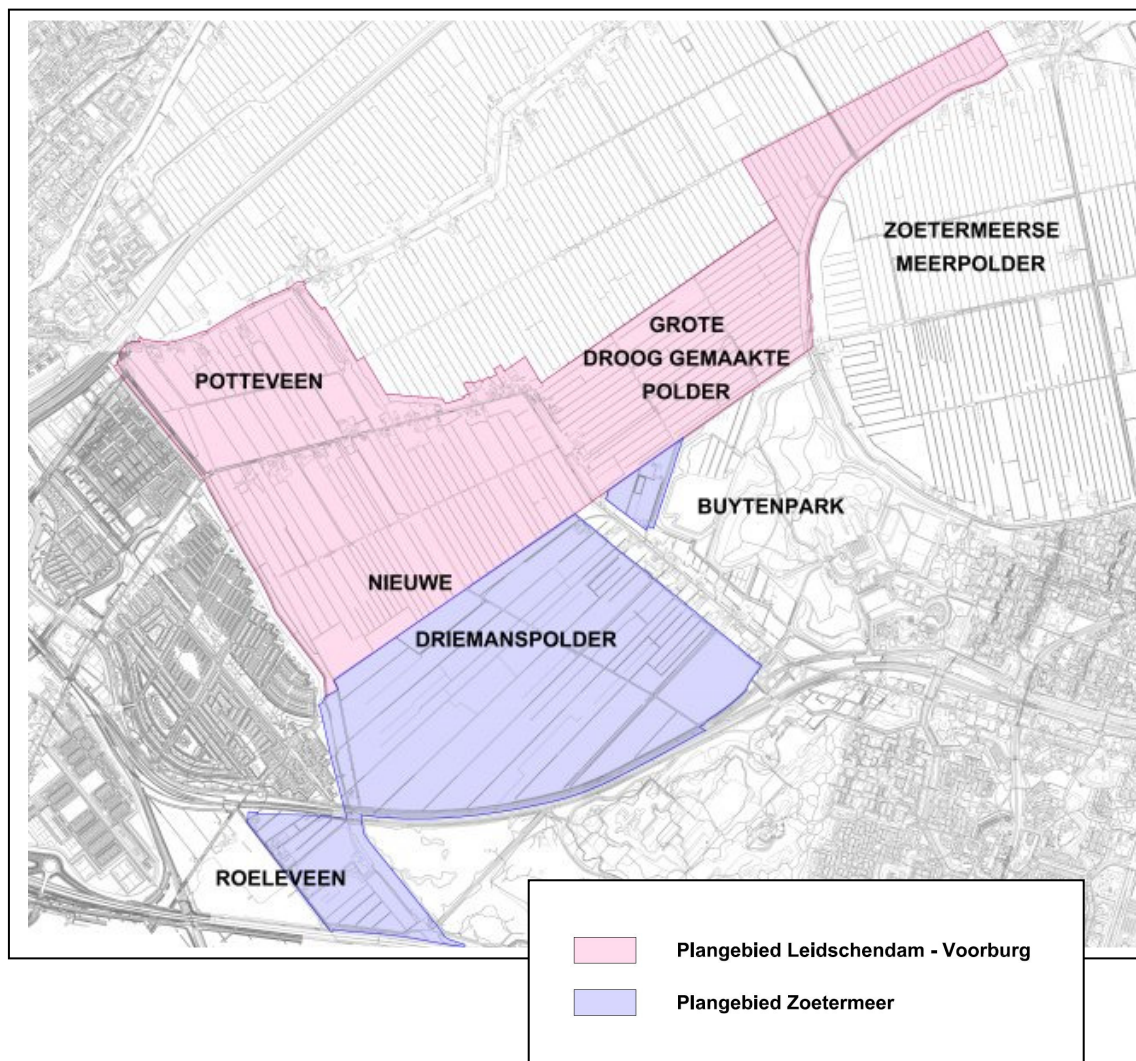 ZOETERMEERSE
MEERPOLDER
GROTE
DROOG GEMAAKTE
POLDER
POTTEVEEN
BUYTENPARK
NIEUWE
DRIEMANSPOLDER
ROELEVEEN
Plangebied Leidschendam - Voorburg
Plangebied Zoetermeer